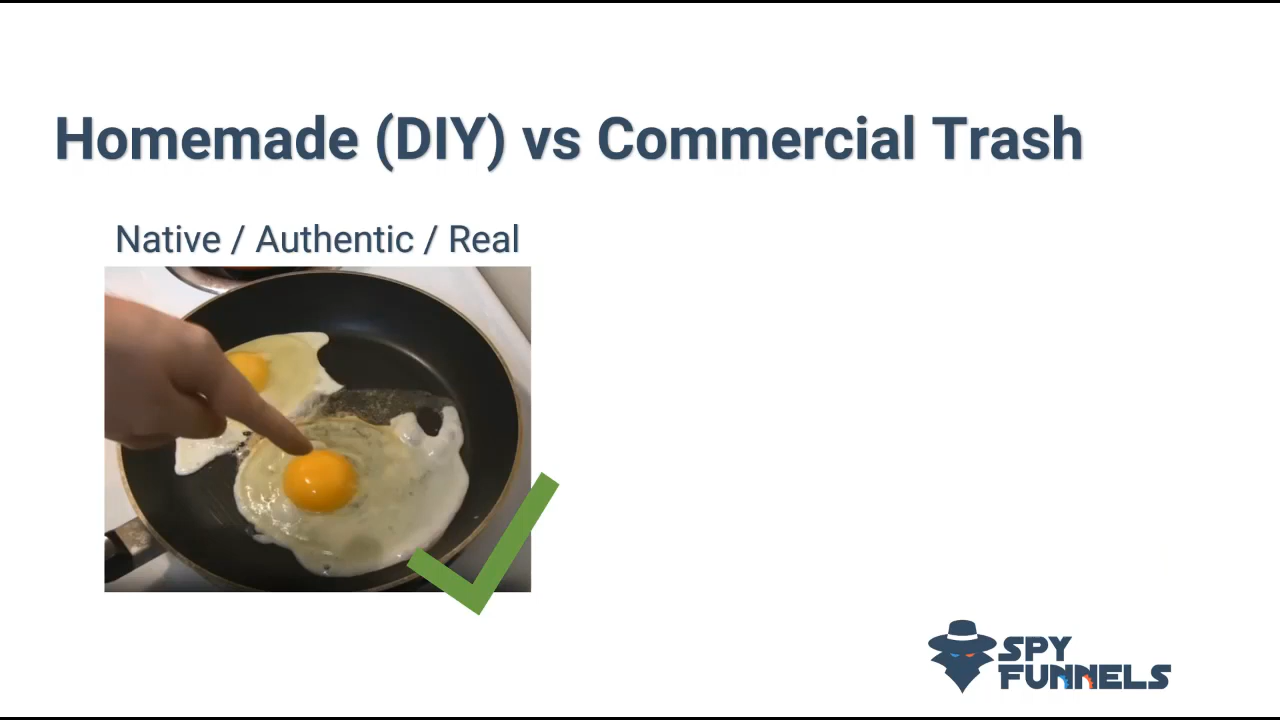 Homemade (DIY) vs Commercial Trash
Native / Authentic / Real
SPY
FUNNELS